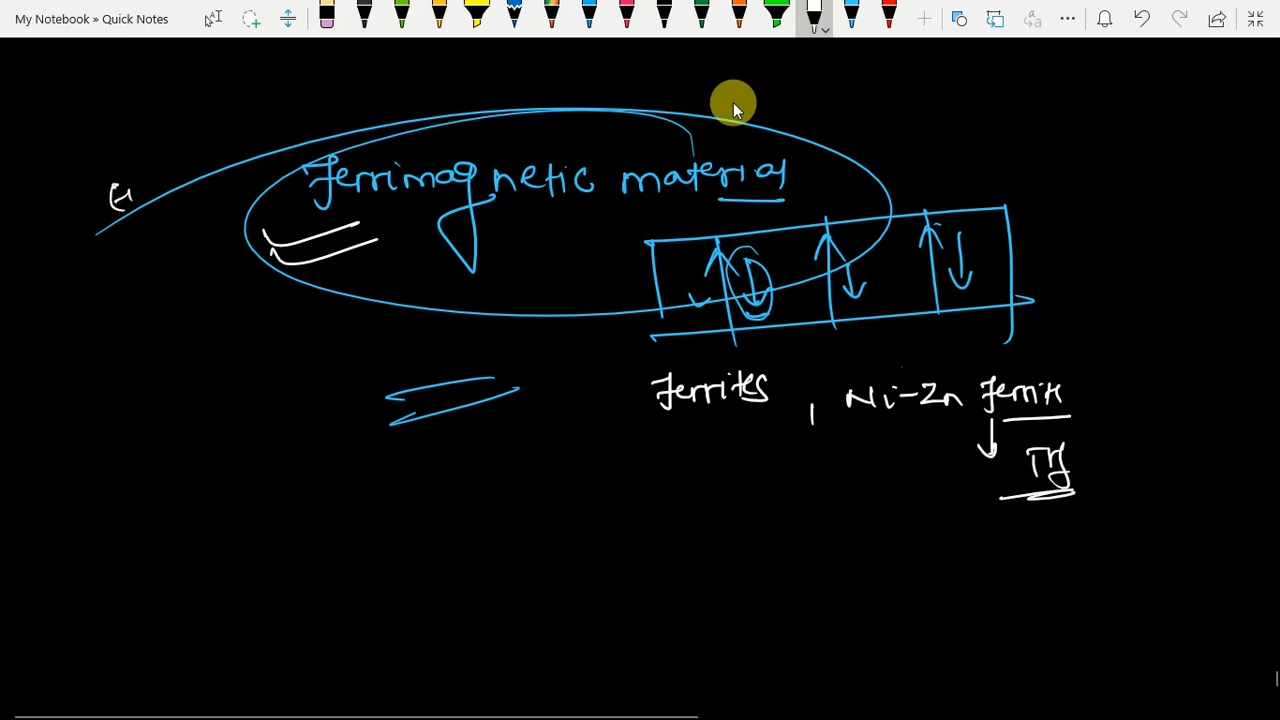 My Notebook » Quick Notes
Ferrimagnetic material
Ferrites, Ni-Zn ferrite